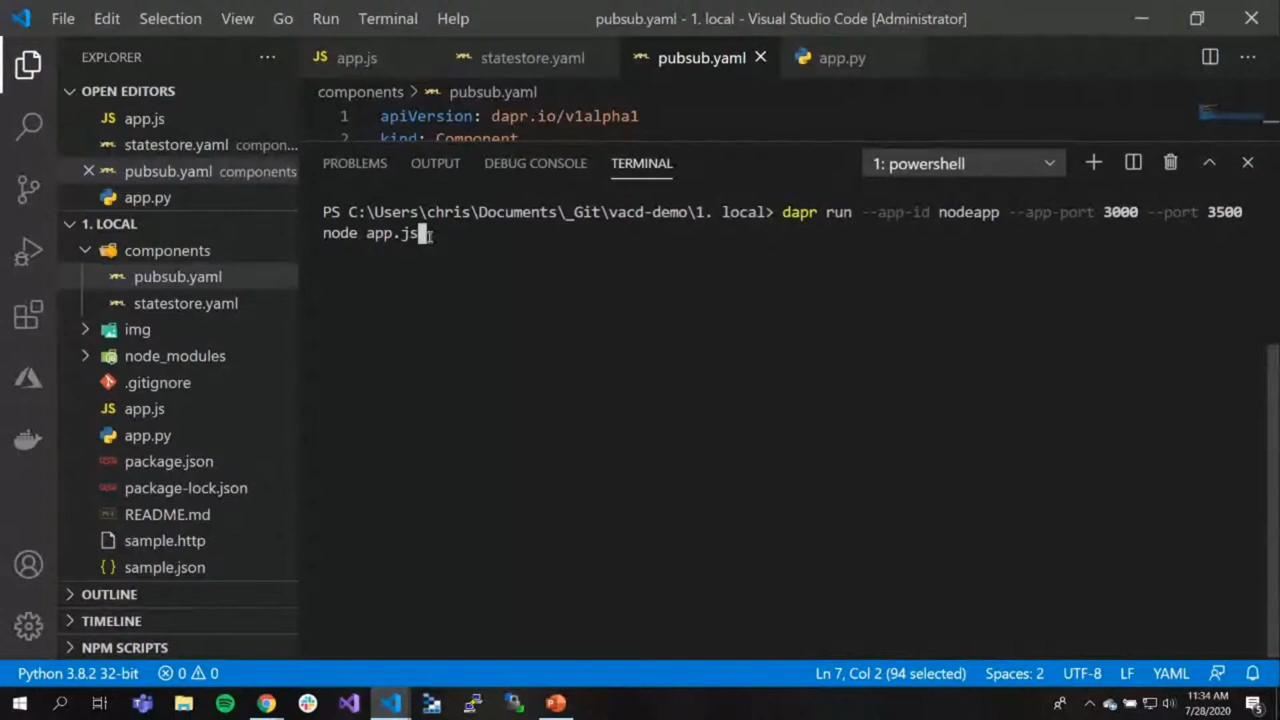 File Edit Selection View Go Run Terminal Help pubsub.yaml - 1. local - Visual Studio Code [Administrator]
EXPLORER
JS app.js statestore.yaml pubsub.yaml app.py
OPEN EDITORS
components > pubsub.yaml
JS app.js
1 apiVersion: dapr.io/v1alpha1
statestore.yaml compon...
2 kind: Component
pubsub.yaml components
PROBLEMS OUTPUT DEBUG CONSOLE TERMINAL 1: powershell
app.py
PS C:\Users\chris\Documents\_Git\vacd-demo\1. local> dapr run --app-id nodeapp --app-port 3000 --port 3500
node app.js
1. LOCAL
components
pubsub.yaml
statestore.yaml
img
node_modules
.gitignore
JS app.js
app.py
package.json
package-lock.json
README.md
sample.http
{ } sample.json
OUTLINE
TIMELINE
NPM SCRIPTS
Python 3.8.2 32-bit 0 0 Ln 7, Col 2 (94 selected) Spaces: 2 UTF-8 LF YAML
11:34 AM
7/28/2020
5